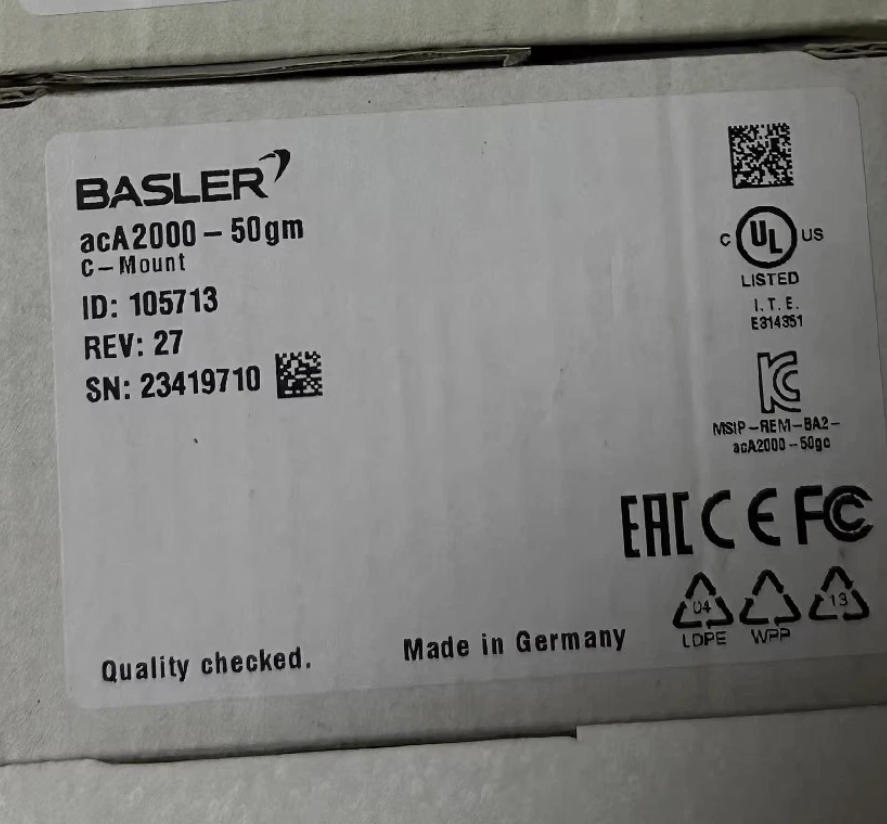 BASLER
acA2000-50gm
C-Mount
ID: 105713
REV: 27
SN: 23419710
C UL US
LISTED
I.T.E.
E314351
MSIP-REM-BA2-
acA2000-50gc
EAC CE FC
04
13
LDPE
WPP
Quality checked.
Made in Germany